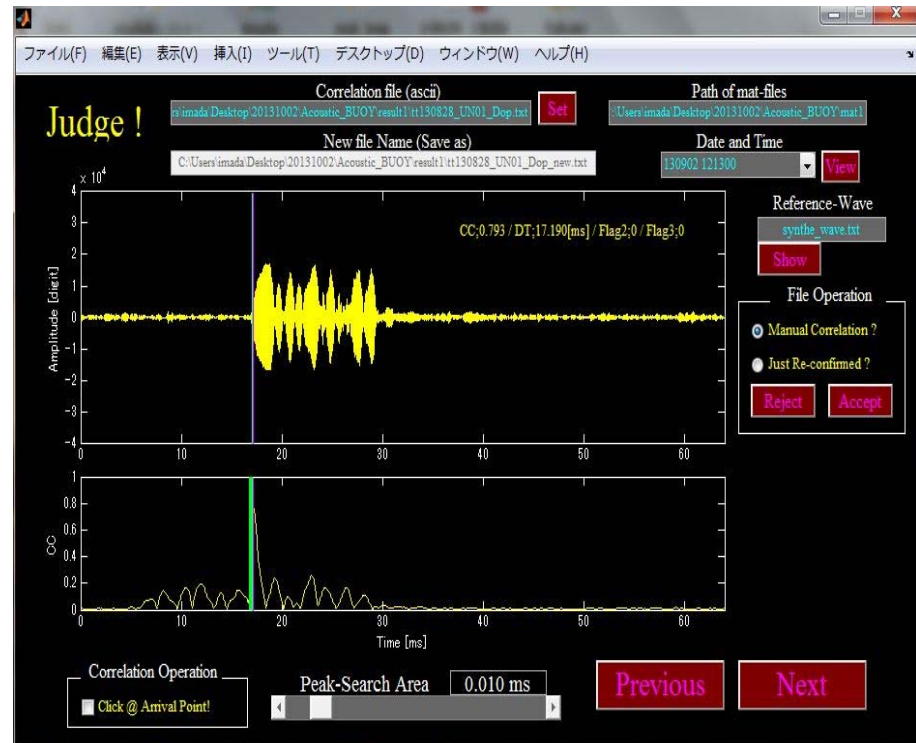 ファイル(F) 編集(E) 表示(V) 挿入(I) ツール(T) デスクトップ(D) ウィンドウ(W) ヘルプ(H)
Judge !
Correlation file (ascii)
rs\imada\Desktop\20131002\Acoustic_BUOY\result1\tt130828_UN01_Dop.txt
Set
Path of mat-files
:\Users\imada\Desktop\20131002\Acoustic_BUOY\mat1
New file Name (Save as)
C:\Users\imada\Desktop\20131002\Acoustic_BUOY\result1\tt130828_UN01_Dop_new.txt
Date and Time
130902 121300
View
Reference-Wave
synthe_wave.txt
Show
File Operation
Manual Correlation ?
Just Re-confirmed ?
Reject Accept
x 10^4
CC;0.793 / DT;17.190[ms] / Flag2;0 / Flag3;0
Amplitude [digit]
4
3
2
1
0
-1
-2
-3
-4
0 10 20 30 40 50 60
CC
1
0.8
0.6
0.4
0.2
0
0 10 20 30 40 50 60
Time [ms]
Correlation Operation
Click @ Arrival Point!
Peak-Search Area 0.010 ms
Previous Next